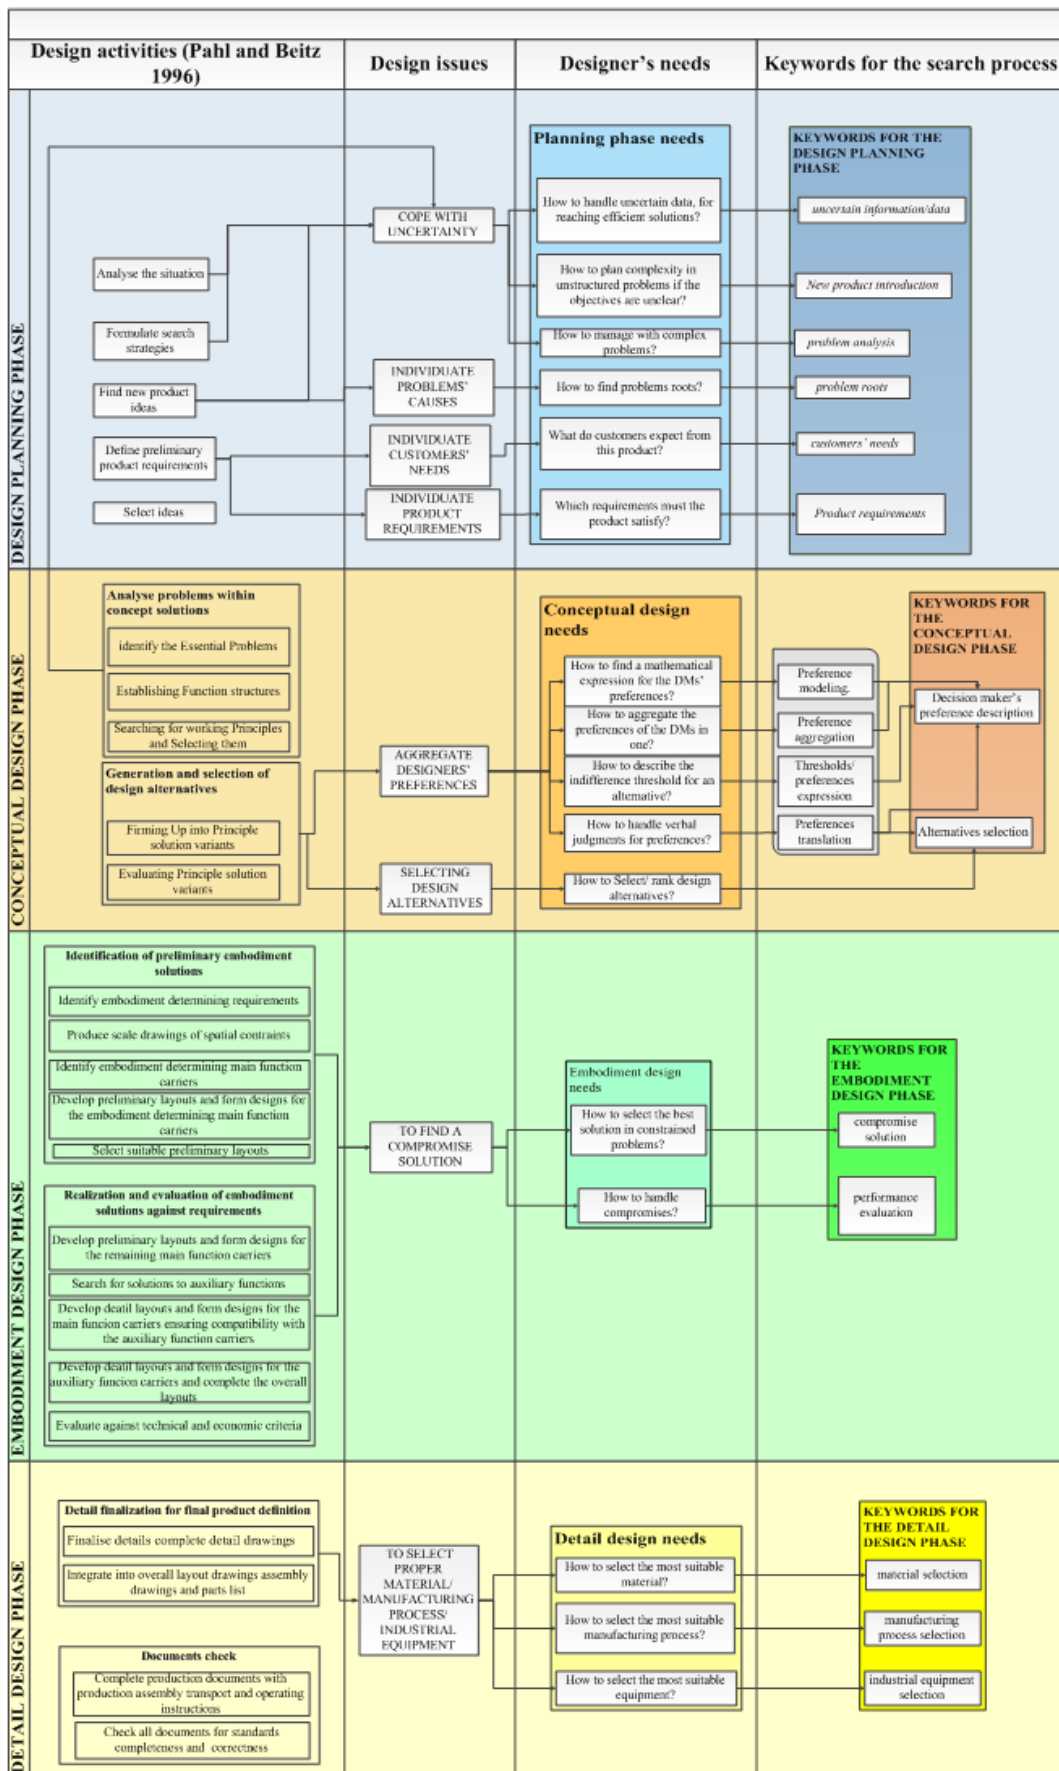 Design activities (Pahl and Beitz
1996)
Design issues
Designer's needs
Keywords for the search process
DESIGN PLANNING PHASE
Analyse the situation
Formulate search
strategies
Find new product
ideas
Define preliminary
product requirements
Select ideas
COPE WITH
UNCERTAINTY
INDIVIDUATE
PROBLEMS'
CAUSES
INDIVIDUATE
CUSTOMERS'
NEEDS
INDIVIDUATE
PRODUCT
REQUIREMENTS
Planning phase needs
How to handle uncertain data, for
reaching efficient solutions?
How to plan complexity in
unstructured problems if the
objectives are unclear?
How to manage with complex
problems?
How to find problems roots?
What do customers expect from
this product?
Which requirements must the
product satisfy?
KEYWORDS FOR THE
DESIGN PLANNING
PHASE
uncertain information/data
New product introduction
problem analysis
problem roots
customers' needs
Product requirements
CONCEPTUAL DESIGN PHASE
Analyse problems within
concept solutions
identify the Essential Problems
Establishing Function structures
Searching for working Principles
and Selecting them
Generation and selection of
design alternatives
Firming Up into Principle
solution variants
Evaluating Principle solution
variants
AGGREGATE
DESIGNERS'
PREFERENCES
SELECTING
DESIGN
ALTERNATIVES
Conceptual design
needs
How to find a mathematical
expression for the DMs'
preferences?
How to aggregate the
preferences of the DMs in
one?
How to describe the
indifference threshold for an
alternative?
How to handle verbal
judgments for preferences?
How to Select/ rank design
alternatives?
Preference
modeling.
Preference
aggregation
Thresholds/
preferences
expression
Preferences
translation
KEYWORDS FOR
THE
CONCEPTUAL
DESIGN PHASE
Decision maker's
preference description
Alternatives selection
EMBODIMENT DESIGN PHASE
Identification of preliminary embodiment
solutions
Identify embodiment determining requirements
Produce scale drawings of spatial contraints
Identify embodiment determining main function
carriers
Develop preliminary layouts and form designs for
the embodiment determining main function
carriers
Select suitable preliminary layouts
Realization and evaluation of embodiment
solutions against requirements
Develop preliminary layouts and form designs for
the remaining main function carriers
Search for solutions to auxiliary functions
Develop deatil layouts and form designs for the
main funcion carriers ensuring compatibility with
the auxiliary function carriers
Develop deatil layouts and form designs for the
auxiliary funcion carriers and complete the overall
layouts
Evaluate against technical and economic criteria
TO FIND A
COMPROMISE
SOLUTION
Embodiment design
needs
How to select the best
solution in constrained
problems?
How to handle
compromises?
KEYWORDS FOR
THE
EMBODIMENT
DESIGN PHASE
compromise
solution
performance
evaluation
DETAIL DESIGN PHASE
Detail finalization for final product definition
Finalise details complete detail drawings
Integrate into overall layout drawings assembly
drawings and parts list
Documents check
Complete production documents with
production assembly transport and operating
instructions
Check all documents for standards
completeness and correctness
TO SELECT
PROPER
MATERIAL/
MANUFACTURING
PROCESS/
INDUSTRIAL
EQUIPMENT
Detail design needs
How to select the most suitable
material?
How to select the most suitable
manufacturing process?
How to select the most suitable
equipment?
KEYWORDS FOR
THE DETAIL
DESIGN PHASE
material selection
manufacturing
process selection
industrial equipment
selection